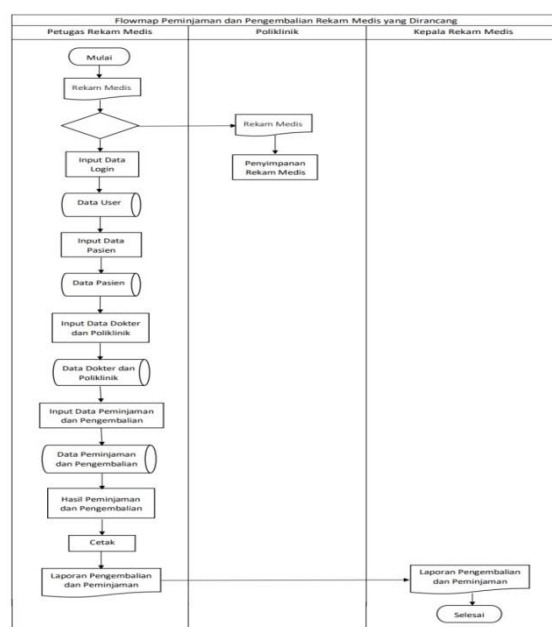 Flowmap Peminjaman dan Pengembalian Rekam Medis yang Dirancang
Petugas Rekam Medis
Poliklinik
Kepala Rekam Medis
Mulai
Rekam Medis
Rekam Medis
Input Data
Login
Penyimpanan
Rekam Medis
Data User
Input Data
Pasien
Data Pasien
Input Data Dokter
dan Poliklinik
Data Dokter dan
Poliklinik
Input Data Peminjaman
dan Pengembalian
Data Peminjaman
dan Pengembalian
Hasil Peminjaman
dan Pengembalian
Cetak
Laporan Pengembalian
dan Peminjaman
Laporan Pengembalian
dan Peminjaman
Selesai